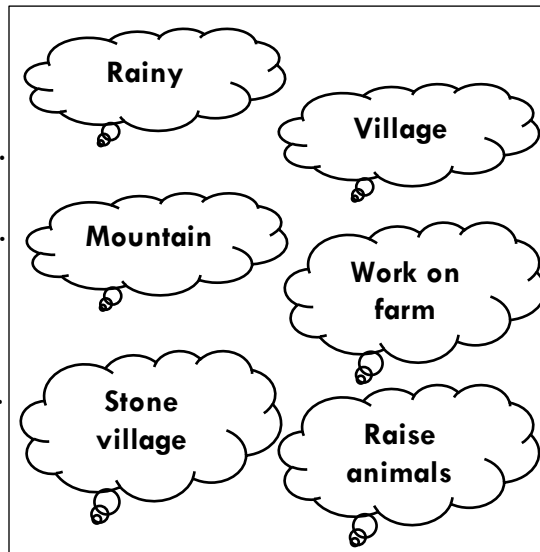 Rainy
Village
Mountain
Work on
farm
Stone
village
Raise
animals